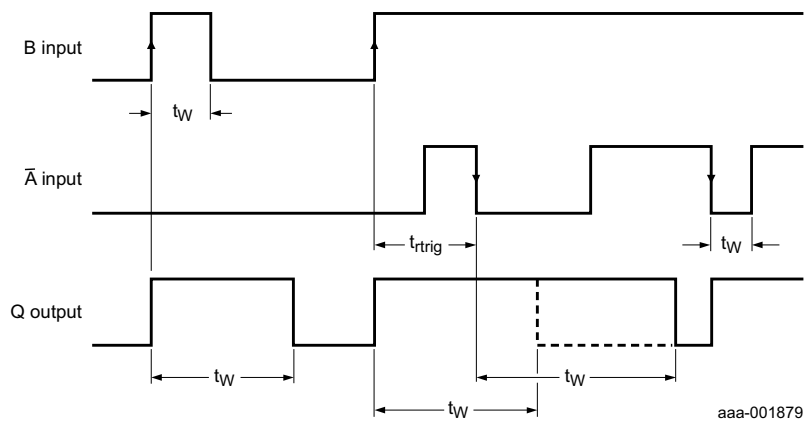 B input
tW
Ā input
trtrig
tW
Q output
tW
tW
tW
aaa-001879